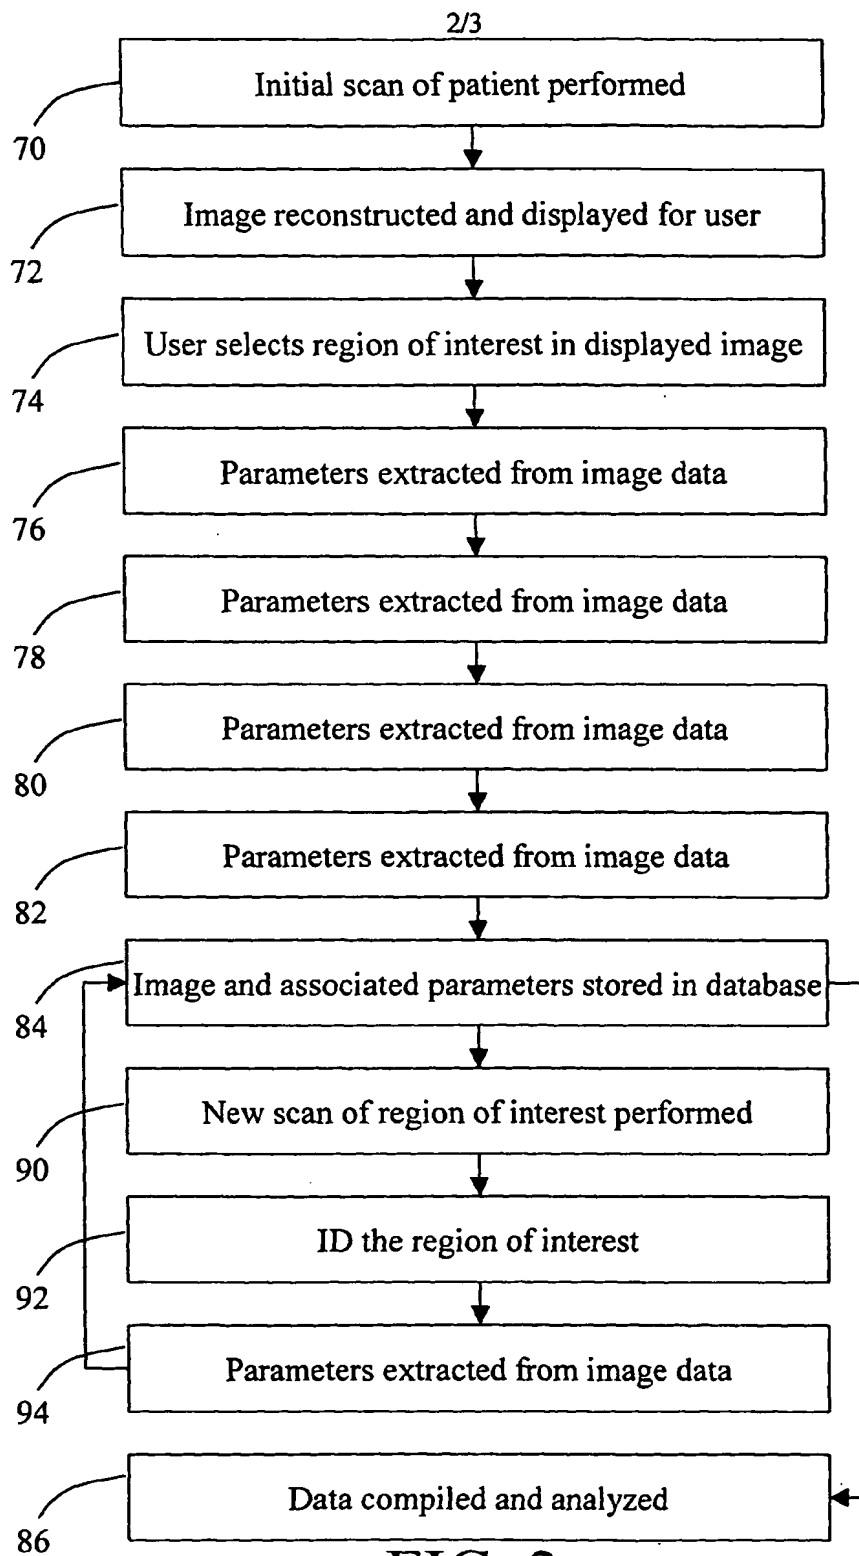 2/3
Initial scan of patient performed
70
Image reconstructed and displayed for user
72
User selects region of interest in displayed image
74
Parameters extracted from image data
76
Parameters extracted from image data
78
Parameters extracted from image data
80
Parameters extracted from image data
82
Image and associated parameters stored in database
84
New scan of region of interest performed
90
ID the region of interest
92
Parameters extracted from image data
94
Data compiled and analyzed
86
FIG.